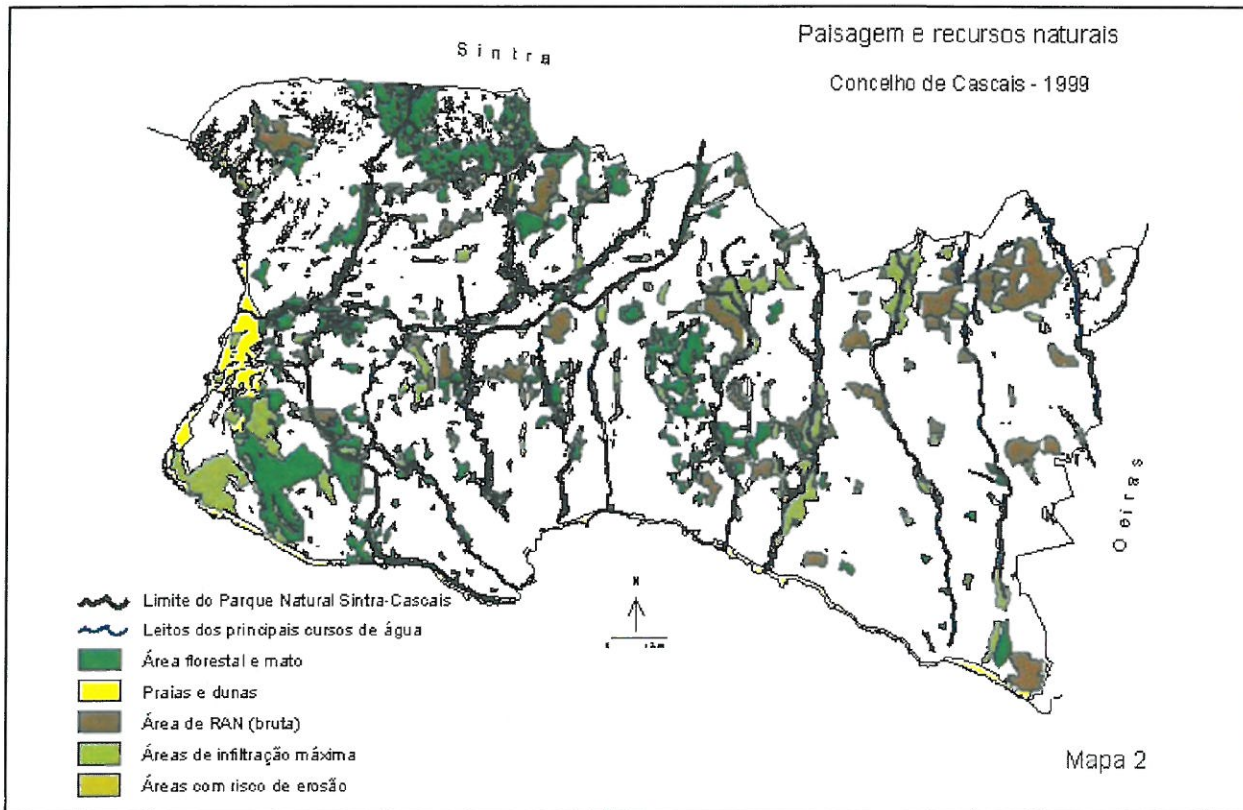 Paisagem e recursos naturais
Concelho de Cascais - 1999
Sintra
Oeiras
N
Limite do Parque Natural Sintra-Cascais
Leitos dos principais cursos de água
Área florestal e mato
Praias e dunas
Área de RAN (bruta)
Áreas de infiltração máxima
Áreas com risco de erosão
Mapa 2